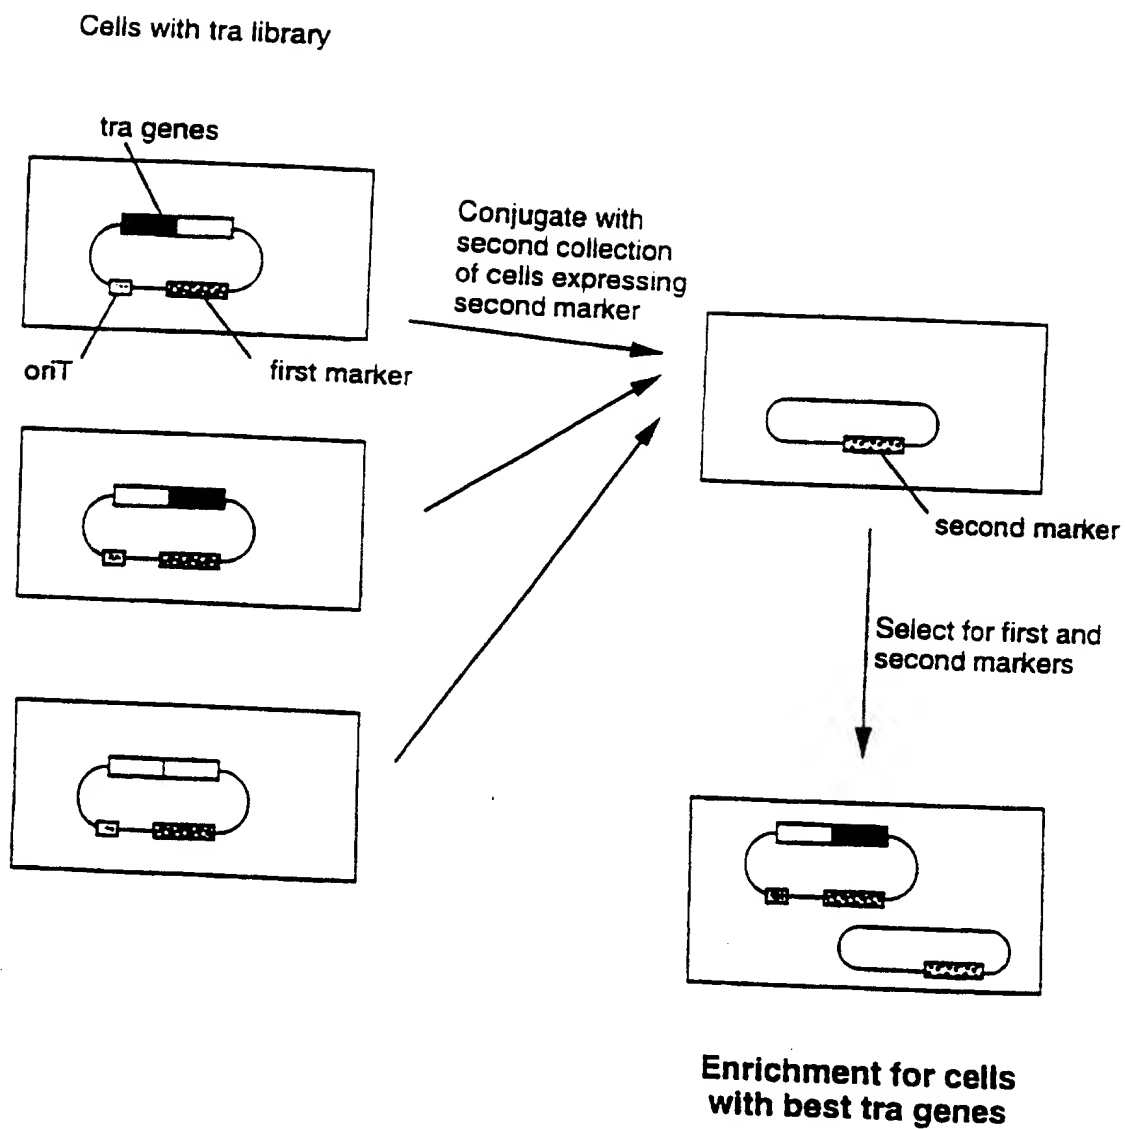 Cells with tra library
tra genes
Conjugate with
second collection
of cells expressing
second marker
oriT
first marker
second marker
Select for first and
second markers
Enrichment for cells
with best tra genes